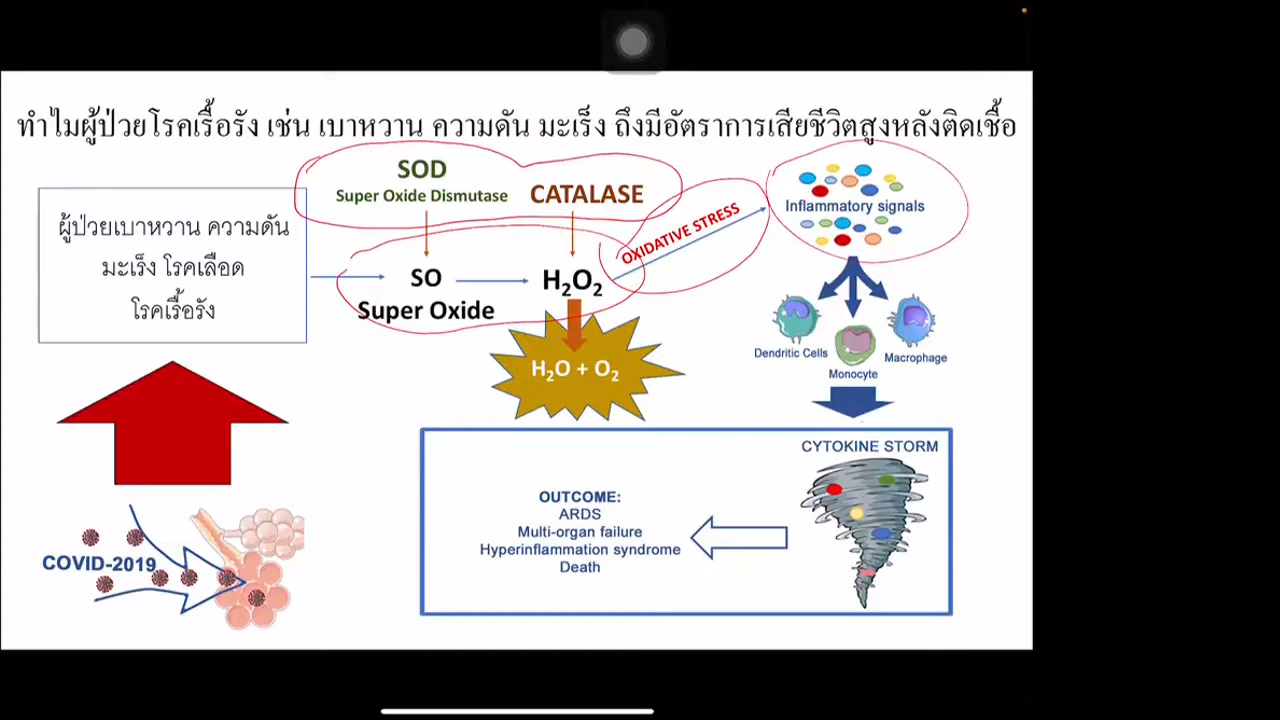 ทำไมผู้ป่วยโรคเรื้อรัง เช่น เบาหวาน ความดัน มะเร็ง ถึงมีอัตราการเสียชีวิตสูงหลังติดเชื้อ
SOD
Super Oxide Dismutase
CATALASE
ผู้ป่วยเบาหวาน ความดัน
มะเร็ง โรคเลือด
โรคเรื้อรัง
SO
Super Oxide
H₂O₂
OXIDATIVE STRESS
Inflammatory signals
H₂O + O₂
Dendritic Cells
Monocyte
Macrophage
CYTOKINE STORM
OUTCOME:
ARDS
Multi-organ failure
Hyperinflammation syndrome
Death
COVID-2019